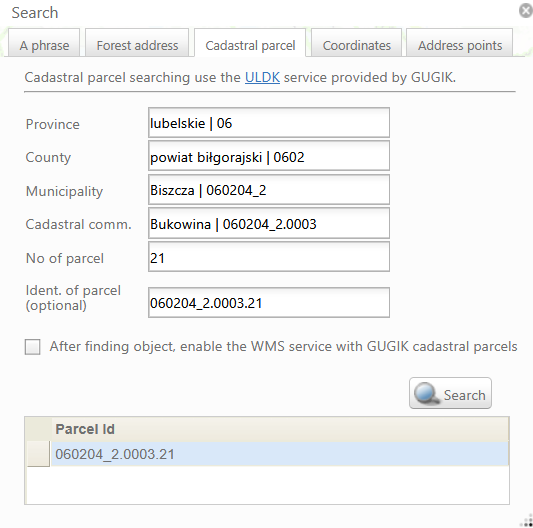 Search
A phrase
Forest address
Cadastral parcel
Coordinates
Address points
Cadastral parcel searching use the ULDK service provided by GUGIK.
Province
lubelskie | 06
County
powiat biłgorajski | 0602
Municipality
Biszcza | 060204_2
Cadastral comm.
Bukowina | 060204_2.0003
No of parcel
21
Ident. of parcel
(optional)
060204_2.0003.21
After finding object, enable the WMS service with GUGIK cadastral parcels
Search
Parcel Id
060204_2.0003.21